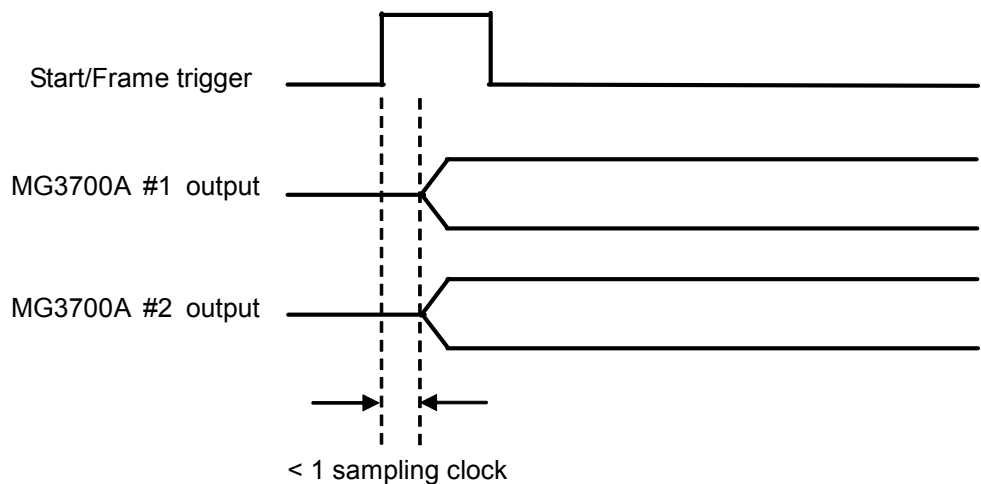 Start/Frame trigger
MG3700A #1 output
MG3700A #2 output
< 1 sampling clock